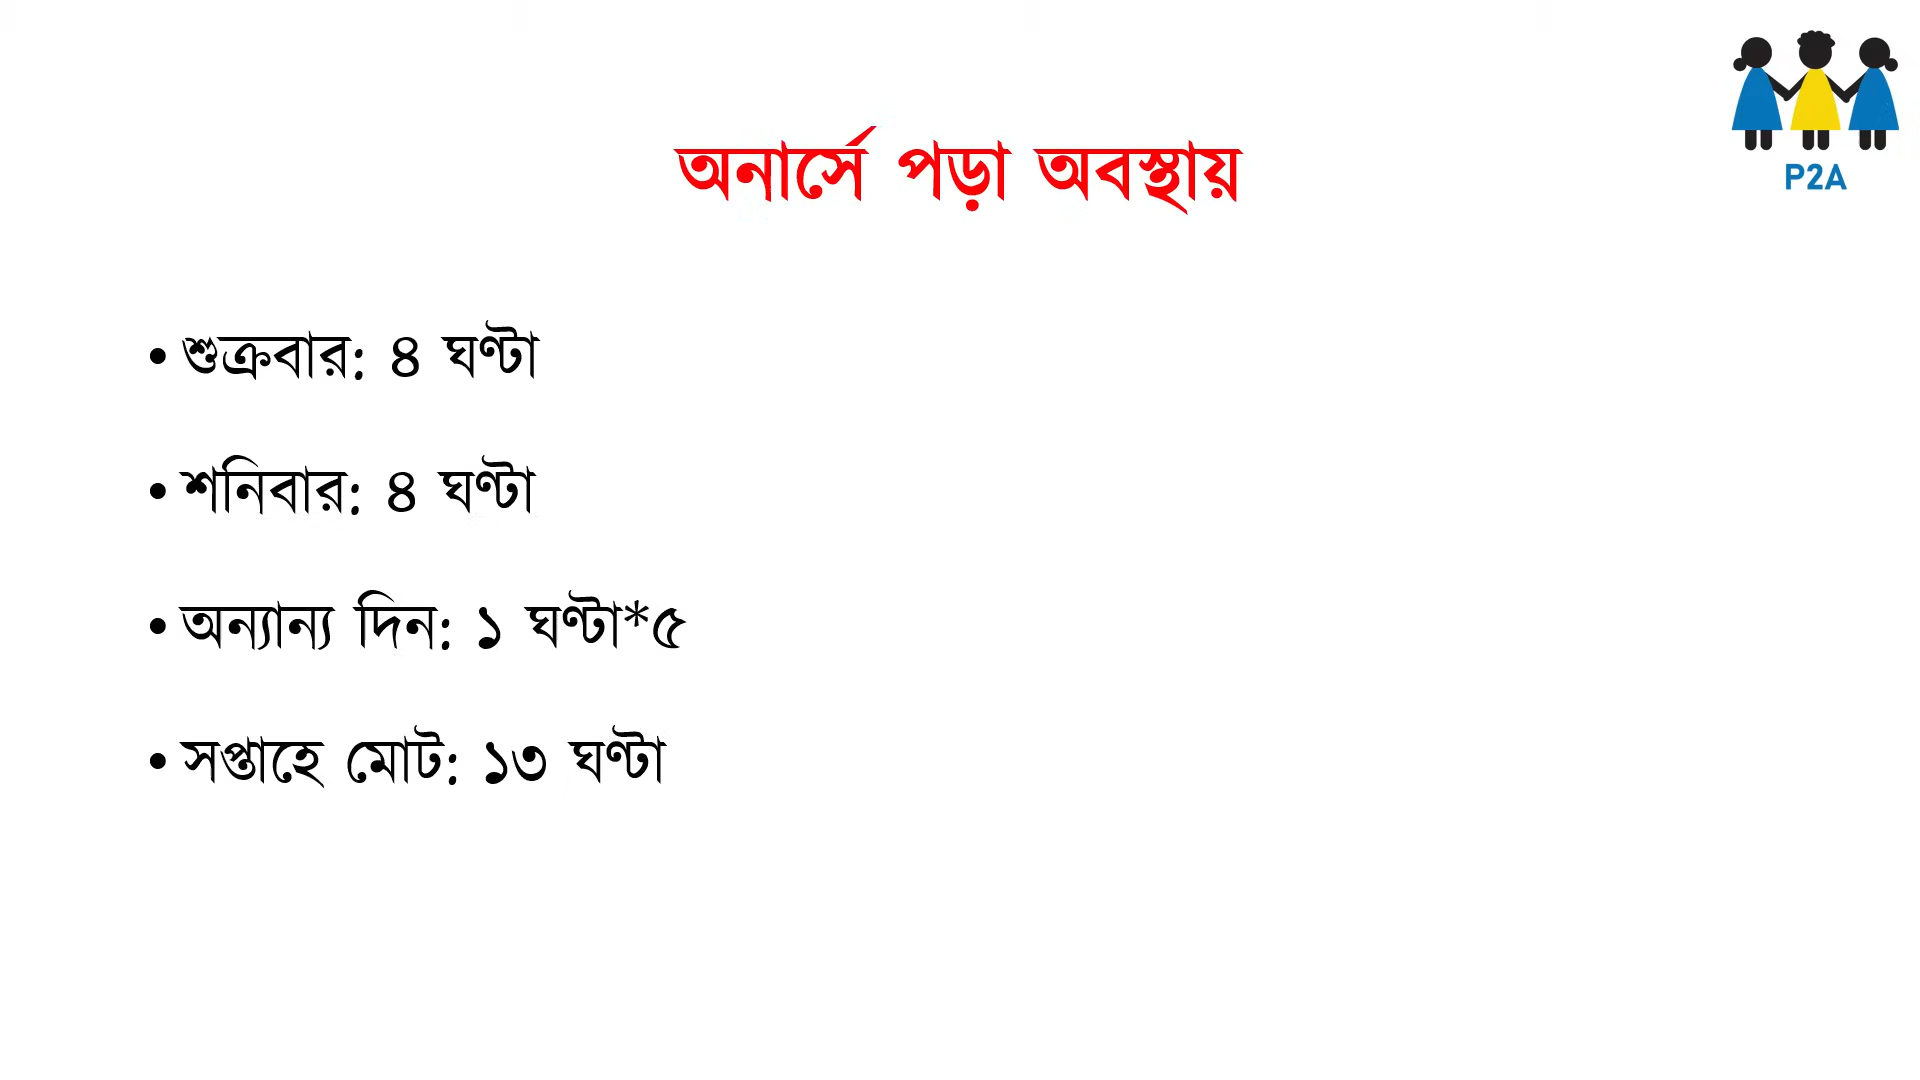 P2A
অনার্সে পড়া অবস্থায়
• শুক্রবার: ৪ ঘণ্টা
• শনিবার: ৪ ঘণ্টা
• অন্যান্য দিন: ১ ঘণ্টা*৫
• সপ্তাহে মোট: ১৩ ঘণ্টা